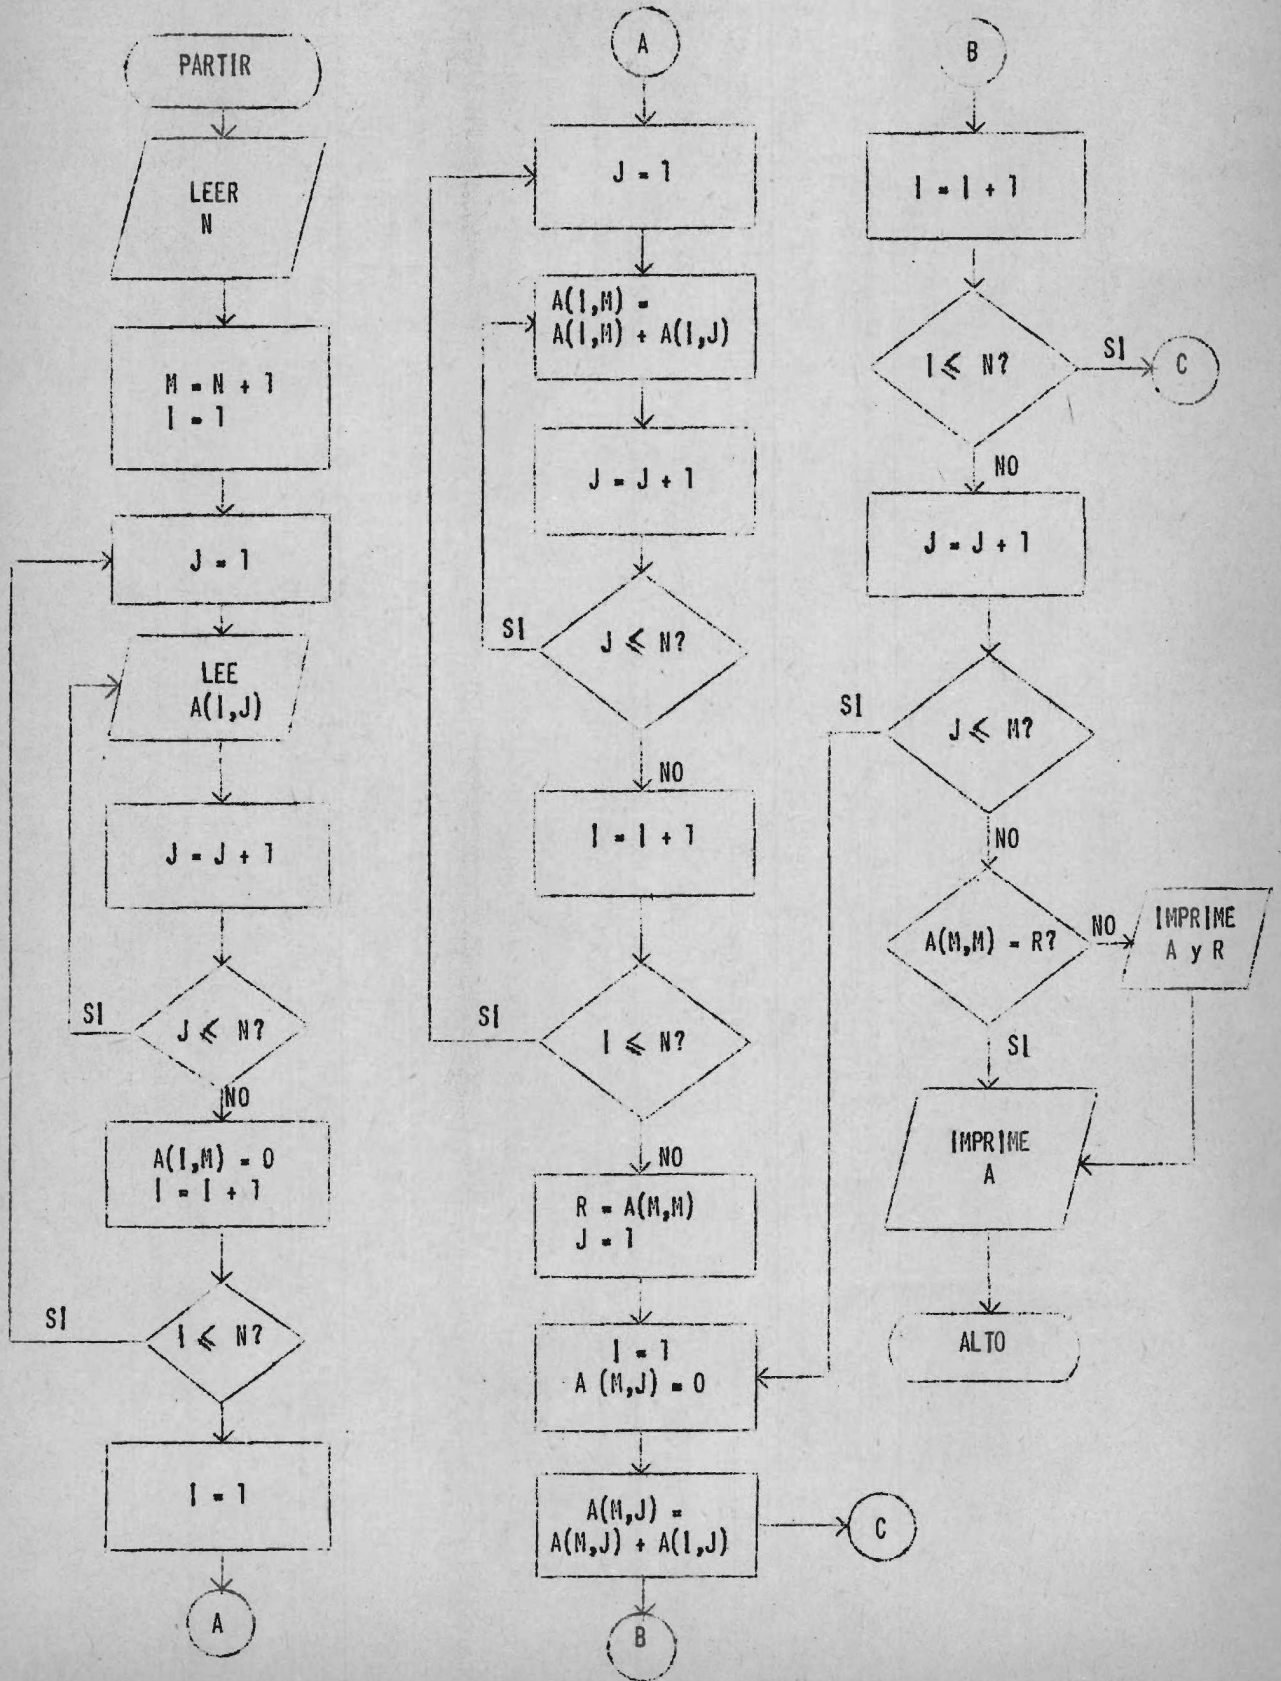 PARTIR
LEER
N
M = N + 1
I = 1
J = 1
LEE
A(I,J)
J = J + 1
J ⩽ N?
SI
NO
A(I,M) = 0
I = I + 1
I ⩽ N?
SI
I = 1
A
A
J = 1
A(I,M) =
A(I,M) + A(I,J)
J = J + 1
J ⩽ N?
SI
NO
I = I + 1
I ⩽ N?
SI
NO
R = A(M,M)
J = 1
I = 1
A (M,J) = 0
A(M,J) =
A(M,J) + A(I,J)
C
B
B
I = I + 1
I ⩽ N?
SI
C
NO
J = J + 1
J ⩽ M?
SI
NO
A(M,M) = R?
NO
IMPRIME
A y R
SI
IMPRIME
A
ALTO